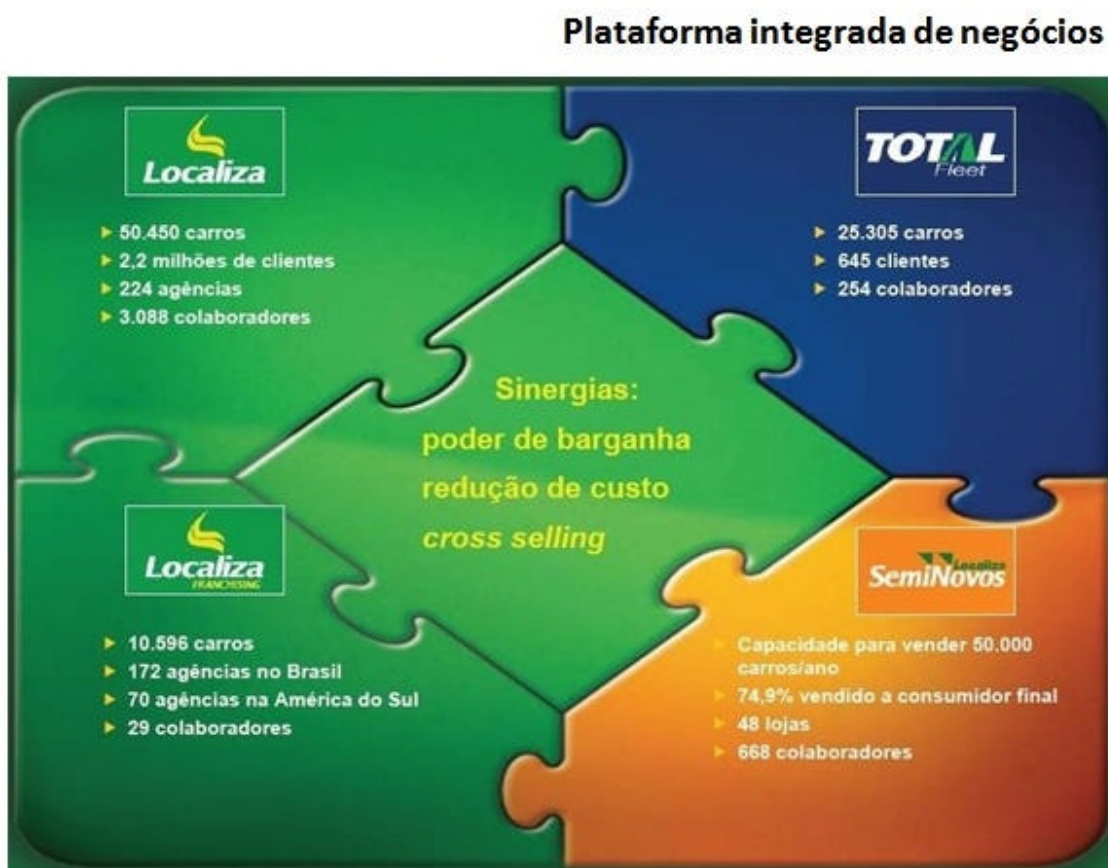 Plataforma integrada de negócios
Localiza
50.450 carros
2,2 milhões de clientes
224 agências
3.088 colaboradores
TOTAL
Fleet
25.305 carros
645 clientes
254 colaboradores
Sinergias:
poder de barganha
redução de custo
cross selling
Localiza
FRANCHISING
10.596 carros
172 agências no Brasil
70 agências na América do Sul
29 colaboradores
Localiza
SemiNovos
Capacidade para vender 50.000
carros/ano
74,9% vendido a consumidor final
48 lojas
668 colaboradores